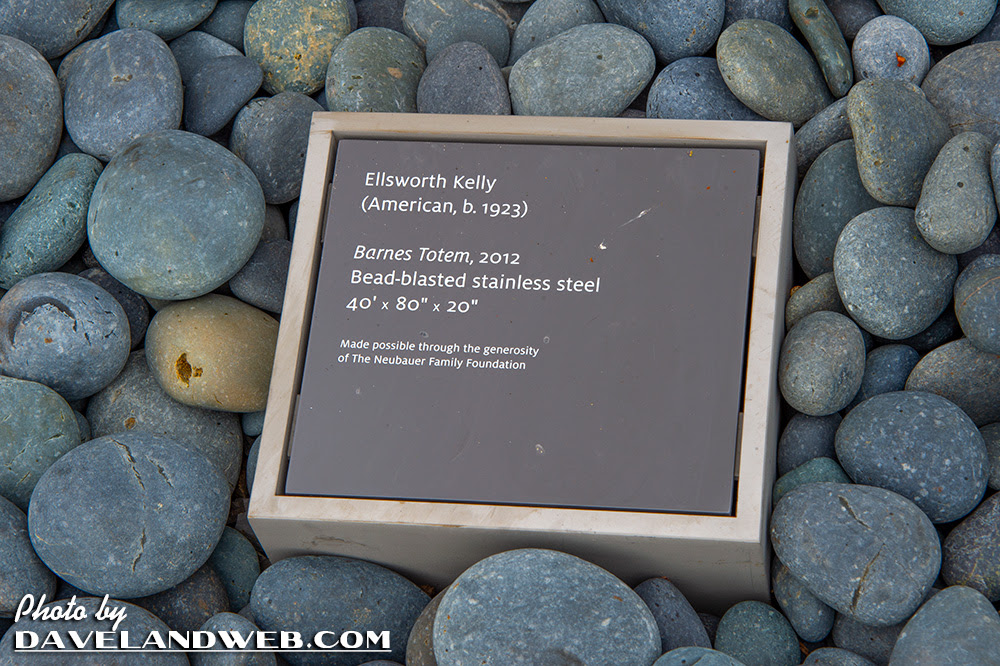 Ellsworth Kelly
(American, b. 1923)
Barnes Totem, 2012
Bead-blasted stainless steel
40' x 80" x 20"
Made possible through the generosity
of The Neubauer Family Foundation
Photo by
DAVELANDWEB.COM